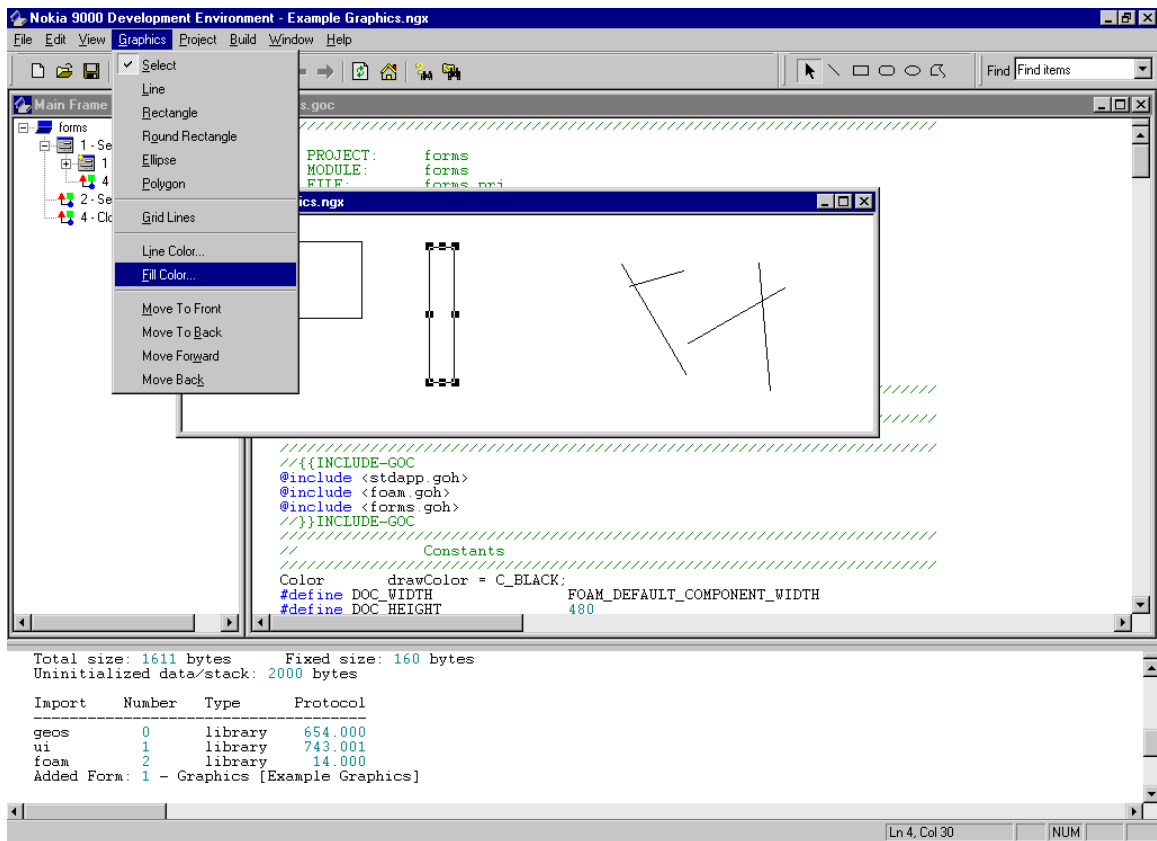 Nokia 9000 Development Environment - Example Graphics.ngx
File Edit View Graphics Project Build Window Help
Find Find items
Select
Line
Rectangle
Round Rectangle
Ellipse
Polygon
Grid Lines
Line Color...
Fill Color...
Move To Front
Move To Back
Move Forward
Move Back
Main Frame
forms
1 - Se
1
4
2 - Se
4 - Clo
s.goc
////////////////////////////////////////////////////////////////////////
PROJECT: forms
MODULE: forms
FILE: forms.pri
ics.ngx
///////
///////
////////////////////////////////////////////////////////////////////////
//{{INCLUDE-GOC
@include <stdapp.goh>
@include <foam.goh>
@include <forms.goh>
//}}INCLUDE-GOC
////////////////////////////////////////////////////////////////////////
// Constants
////////////////////////////////////////////////////////////////////////
Color drawColor = C_BLACK;
#define DOC_WIDTH FOAM_DEFAULT_COMPONENT_WIDTH
#define DOC_HEIGHT 480
Total size: 1611 bytes Fixed size: 160 bytes
Uninitialized data/stack: 2000 bytes
Import Number Type Protocol
-------------------------------------
geos 0 library 654.000
ui 1 library 743.001
foam 2 library 14.000
Added Form: 1 - Graphics [Example Graphics]
Ln 4, Col 30 NUM